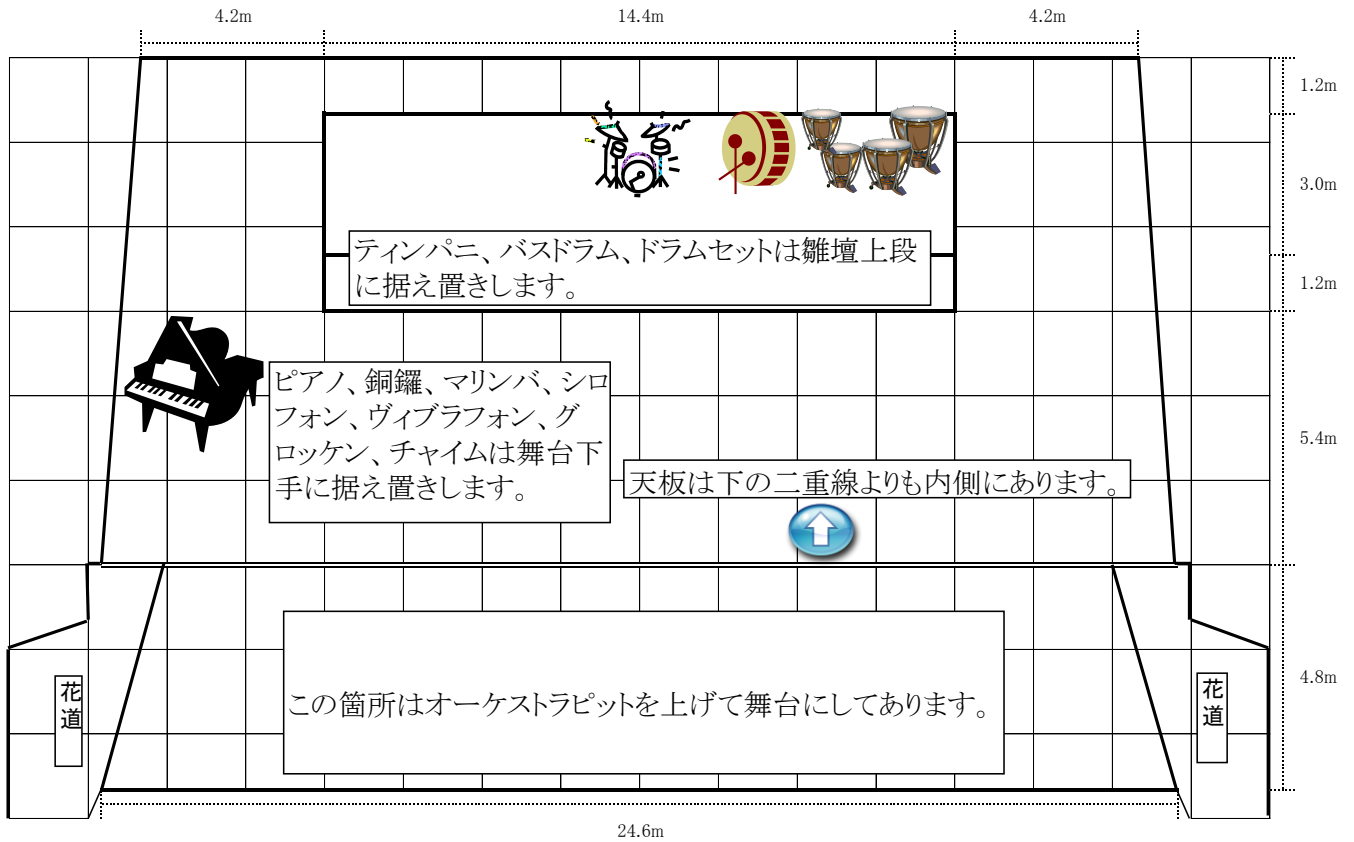 4.2m
14.4m
4.2m
1.2m
3.0m
ティンパニ、バスドラム、ドラムセットは雛壇上段
に据え置きします。
1.2m
ピアノ、銅鑼、マリンバ、シロ
フォン、ヴィブラフォン、グ
ロッケン、チャイムは舞台下
手に据え置きします。
5.4m
天板は下の二重線よりも内側にあります。
花道
この箇所はオーケストラピットを上げて舞台にしてあります。
花道
4.8m
24.6m